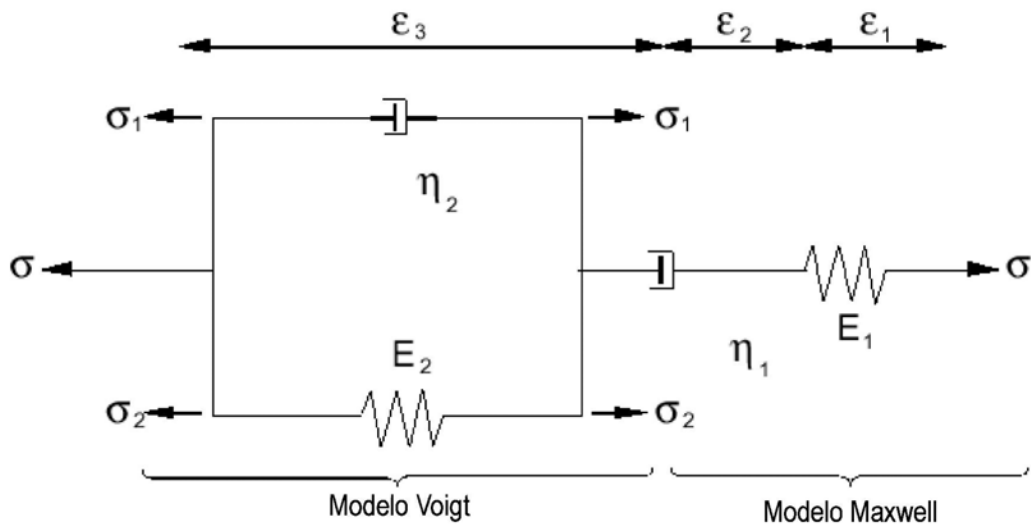 ε₃ ε₂ ε₁
σ₁ σ₁
η₂
σ σ
E₁
E₂
η₁
σ₂ σ₂
Modelo Voigt Modelo Maxwell